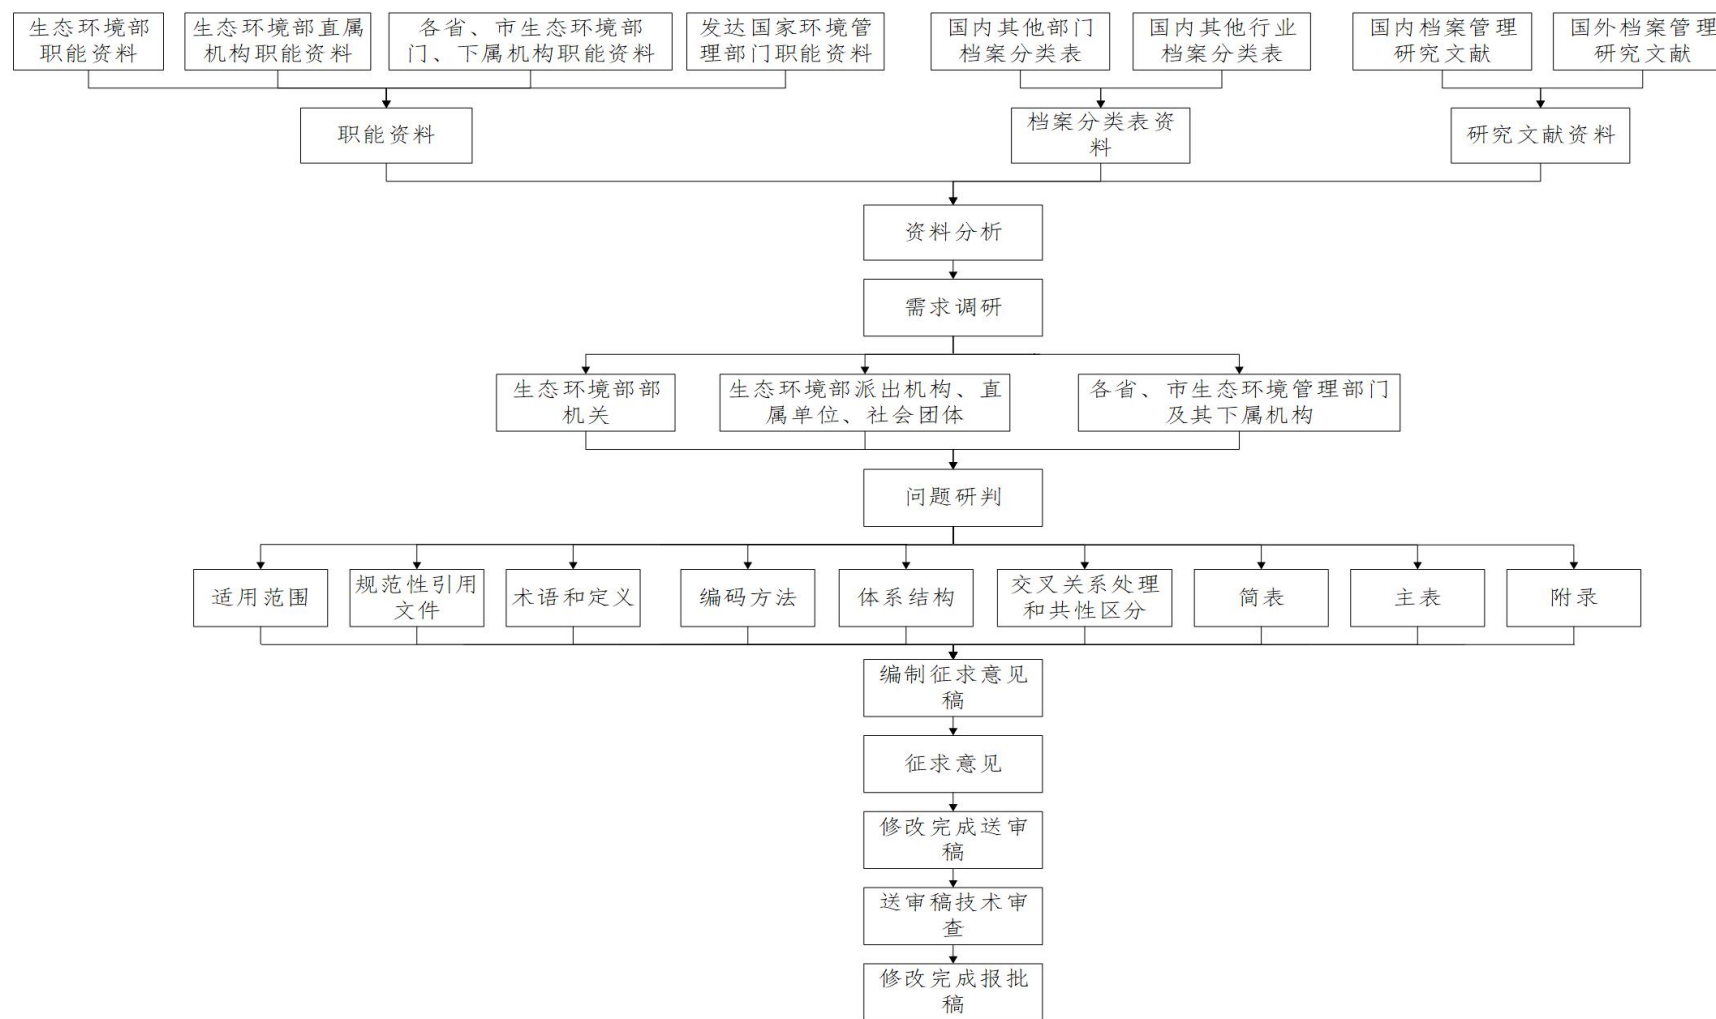 生态环境部
职能资料
生态环境部直属
机构职能资料
各省、市生态环境部
门、下属机构职能资料
发达国家环境管
理部门职能资料
国内其他部门
档案分类表
国内其他行业
档案分类表
国内档案管理
研究文献
国外档案管理
研究文献
职能资料
档案分类表资
料
研究文献资料
资料分析
需求调研
生态环境部部
机关
生态环境部派出机构、直
属单位、社会团体
各省、市生态环境管理部门
及其下属机构
问题研判
适用范围
规范性引用
文件
术语和定义
编码方法
体系结构
交叉关系处理
和共性区分
简表
主表
附录
编制征求意见
稿
征求意见
修改完成送审
稿
送审稿技术审
查
修改完成报批
稿